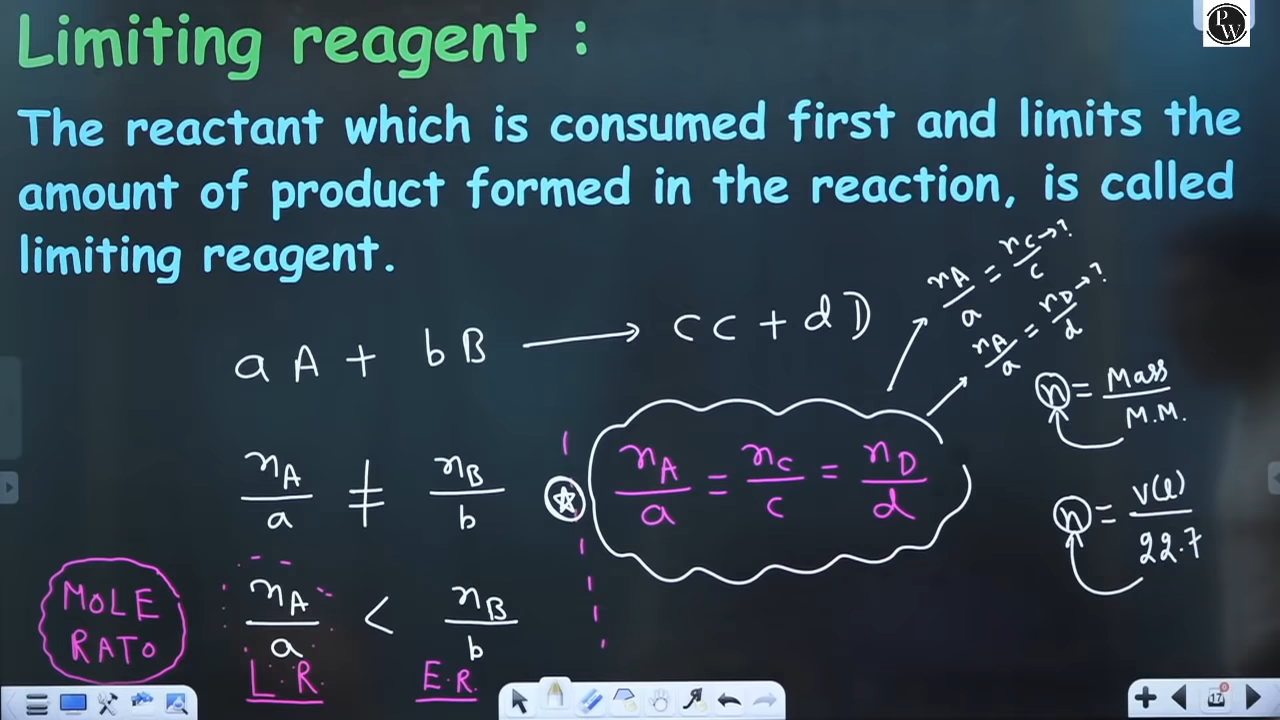 Limiting reagent :
PW
The reactant which is consumed first and limits the
amount of product formed in the reaction, is called
limiting reagent.
aA + bB ⟶ cC + dD
nA/a = nC/c → ?
nA/a = nD/d → ?
n = Mass/M.M.
nA/a ≠ nB/b
nA/a = nC/c = nD/d
n = V(l)/22.7
MOLE
RATO
nA/a < nB/b
L.R.
E.R.
17